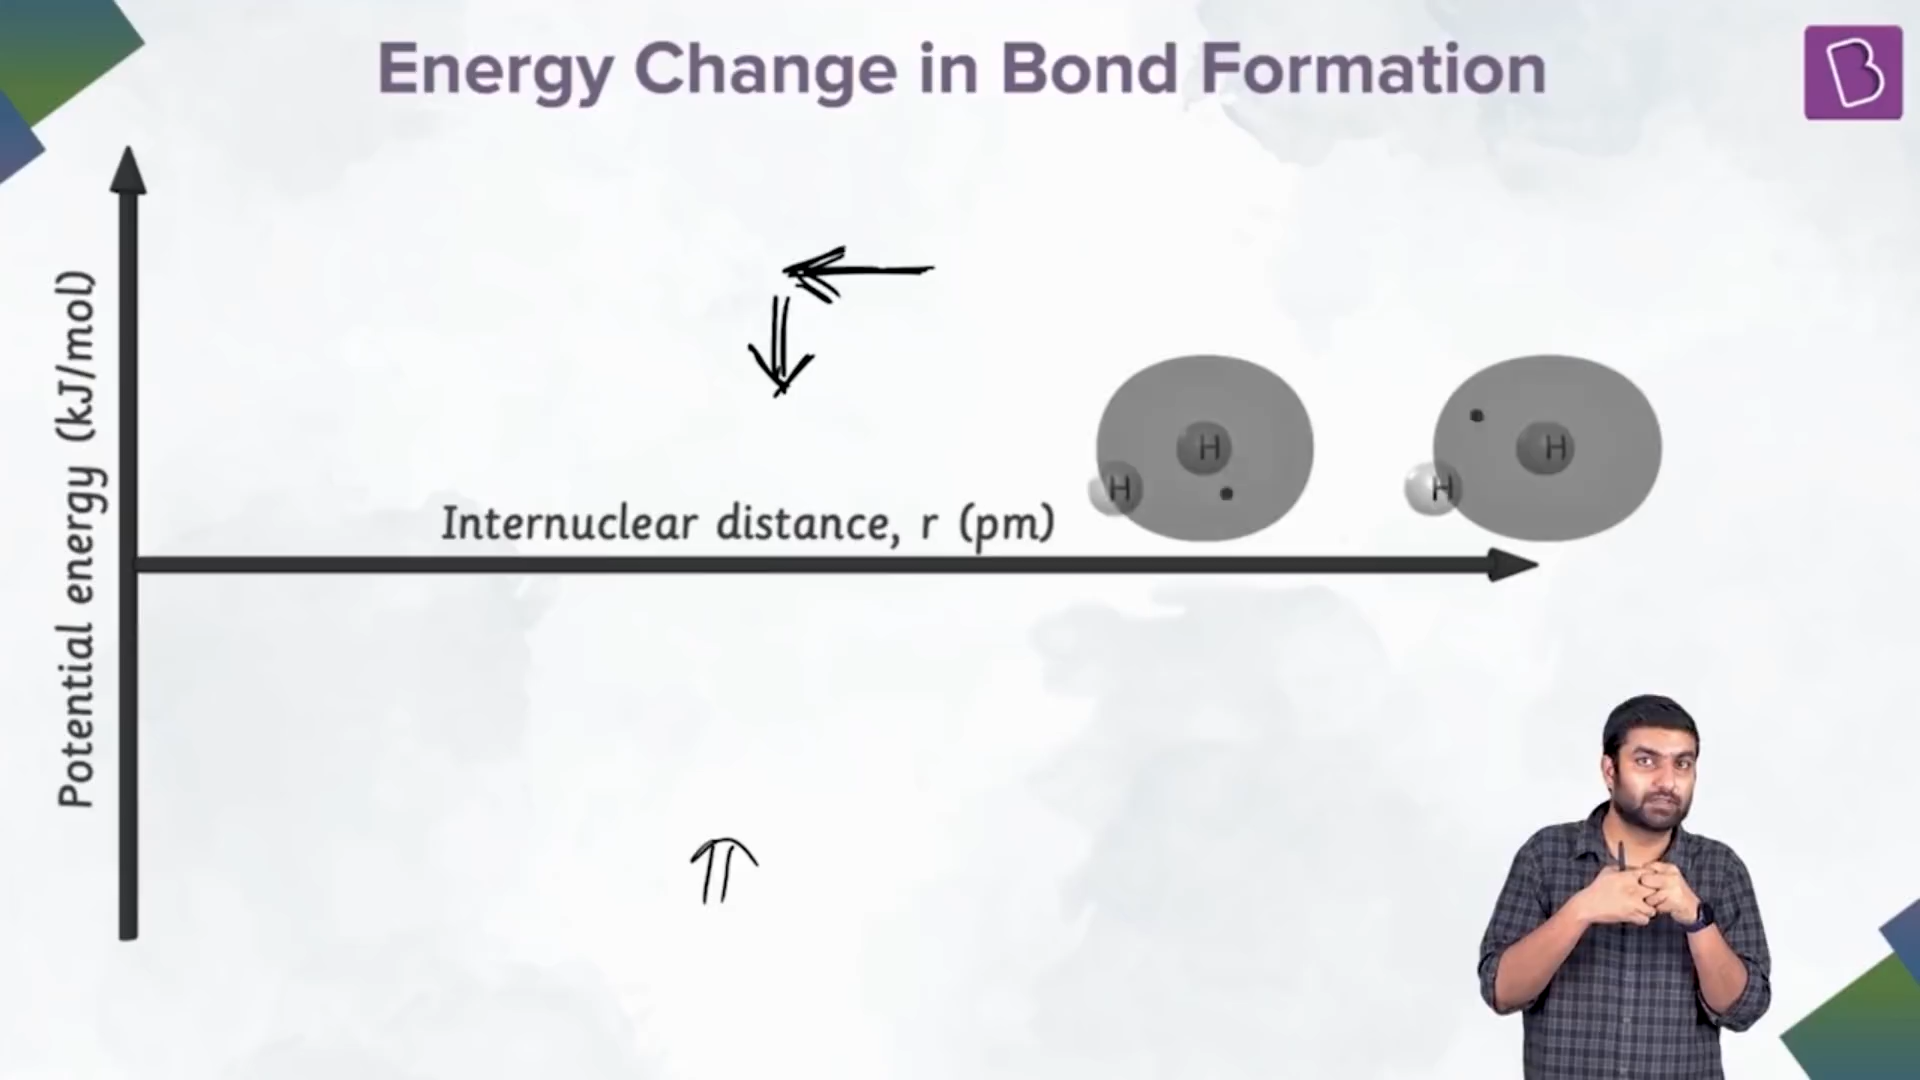 Energy Change in Bond Formation
B
Potential energy (kJ/mol)
H
H
H
H
Internuclear distance, r (pm)